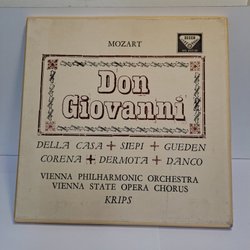 MOZART
DECCA
Don
Giovanni
DELLA CASA + SIEPI + GUEDEN
CORENA + DERMOTA + DANCO
VIENNA PHILHARMONIC ORCHESTRA
VIENNA STATE OPERA CHORUS
KRIPS